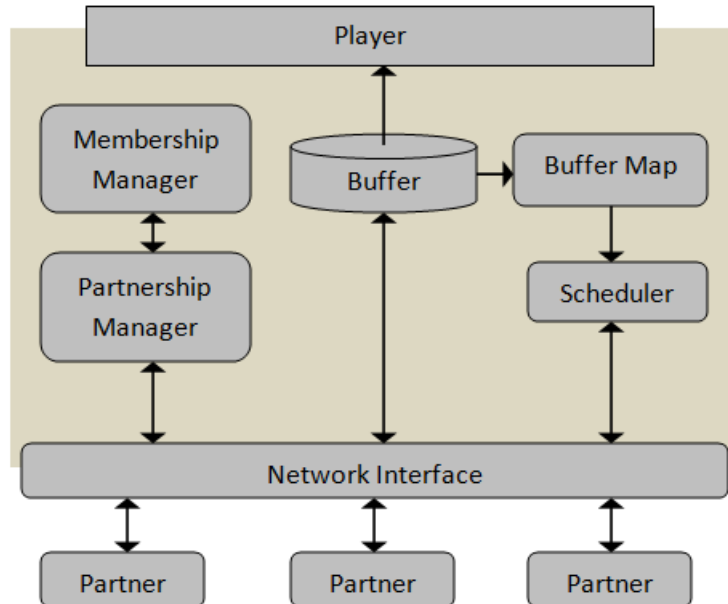 Player
Membership
Manager
Buffer
Buffer Map
Partnership
Manager
Scheduler
Network Interface
Partner
Partner
Partner